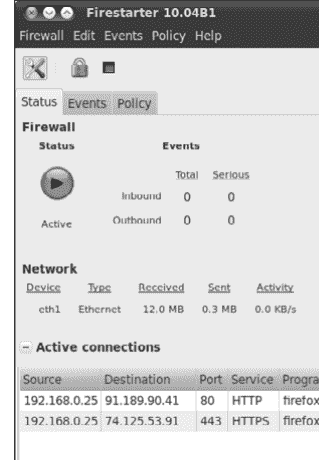 Firestarter 10.04B1
Firewall Edit Events Policy Help
Status Events Policy
Firewall
Status Events
Total Serious
Inbound 0 0
Outbound 0 0
Active
Network
Device Type Received Sent Activity
eth1 Ethernet 12.0 MB 0.3 MB 0.0 KB/s
Active connections
Source Destination Port Service Progra
192.168.0.25 91.189.90.41 80 HTTP firefox
192.168.0.25 74.125.53.91 443 HTTPS firefox